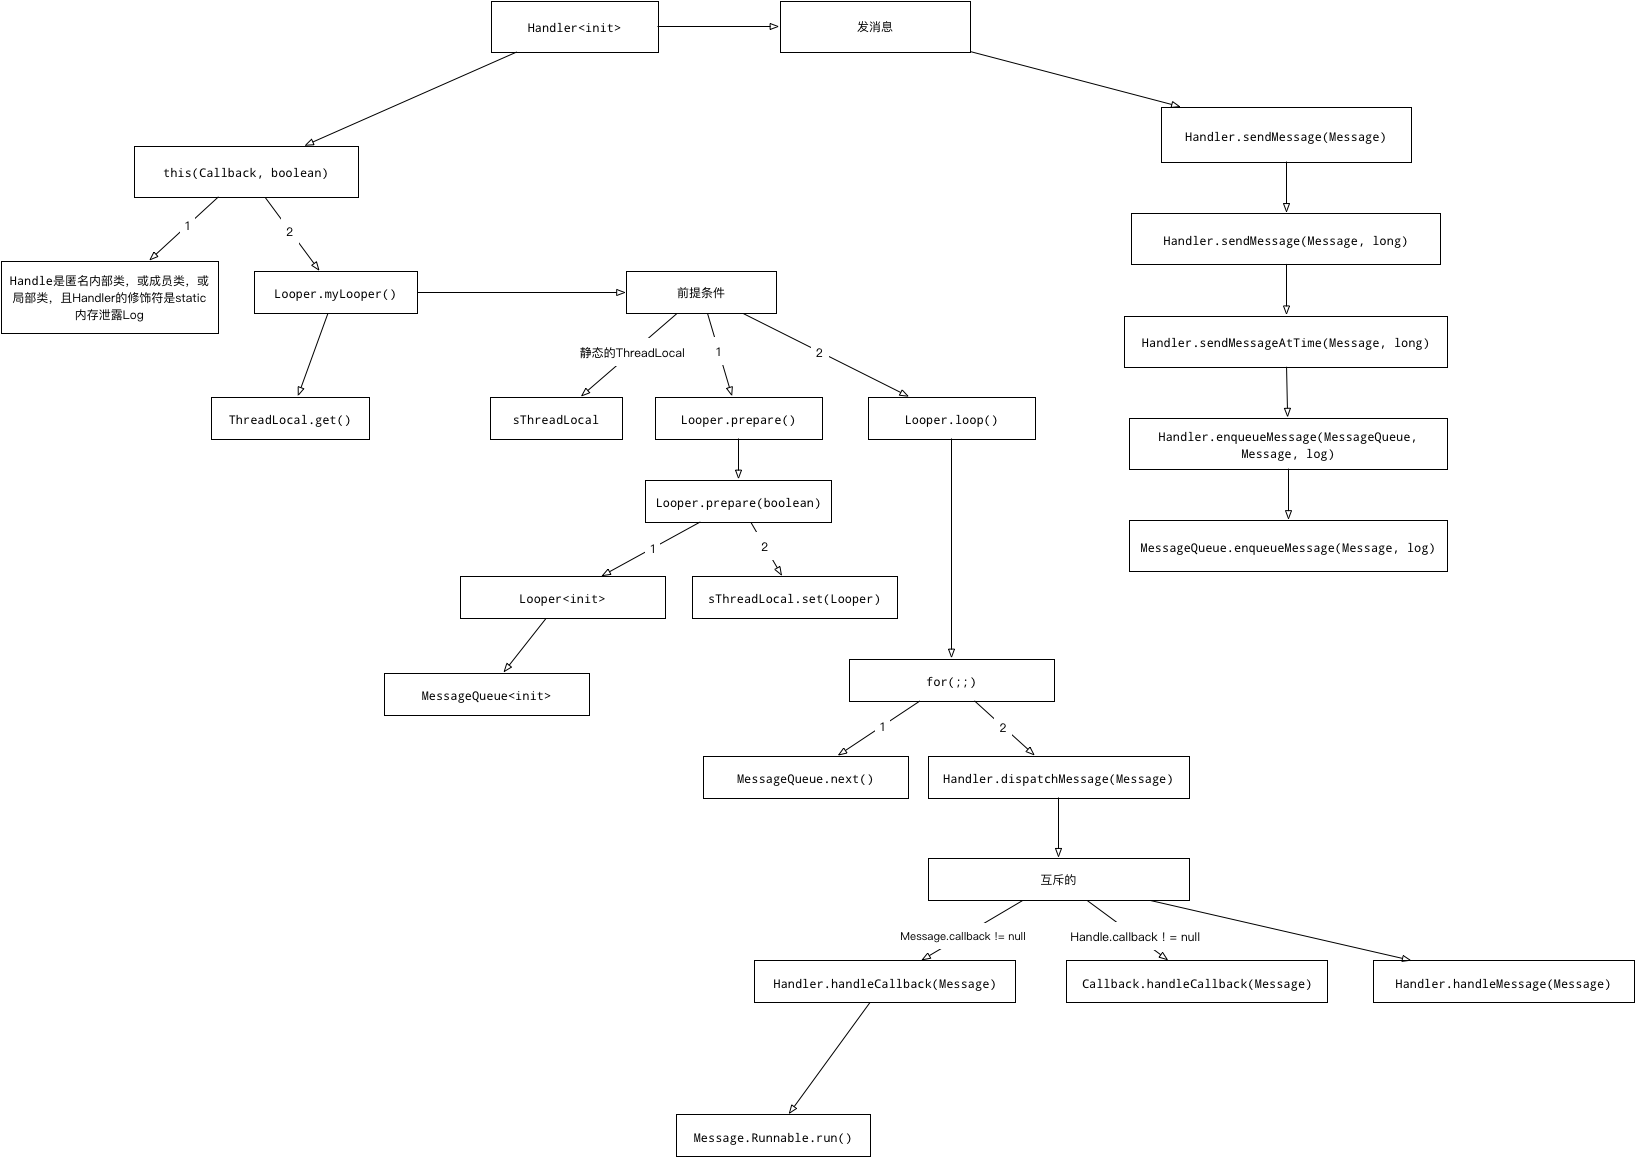 Handler<init>
发消息
Handler.sendMessage(Message)
this(Callback, boolean)
1
2
Handler.sendMessage(Message, long)
Handle是匿名内部类，或成员类，或
局部类，且Handler的修饰符是static
内存泄露Log
Looper.myLooper()
前提条件
Handler.sendMessageAtTime(Message, long)
静态的ThreadLocal
1
2
ThreadLocal.get()
sThreadLocal
Looper.prepare()
Looper.loop()
Handler.enqueueMessage(MessageQueue,
Message, log)
Looper.prepare(boolean)
MessageQueue.enqueueMessage(Message, log)
1
2
Looper<init>
sThreadLocal.set(Looper)
MessageQueue<init>
for(;;)
1
2
MessageQueue.next()
Handler.dispatchMessage(Message)
互斥的
Message.callback != null
Handle.callback ! = null
Handler.handleCallback(Message)
Callback.handleCallback(Message)
Handler.handleMessage(Message)
Message.Runnable.run()